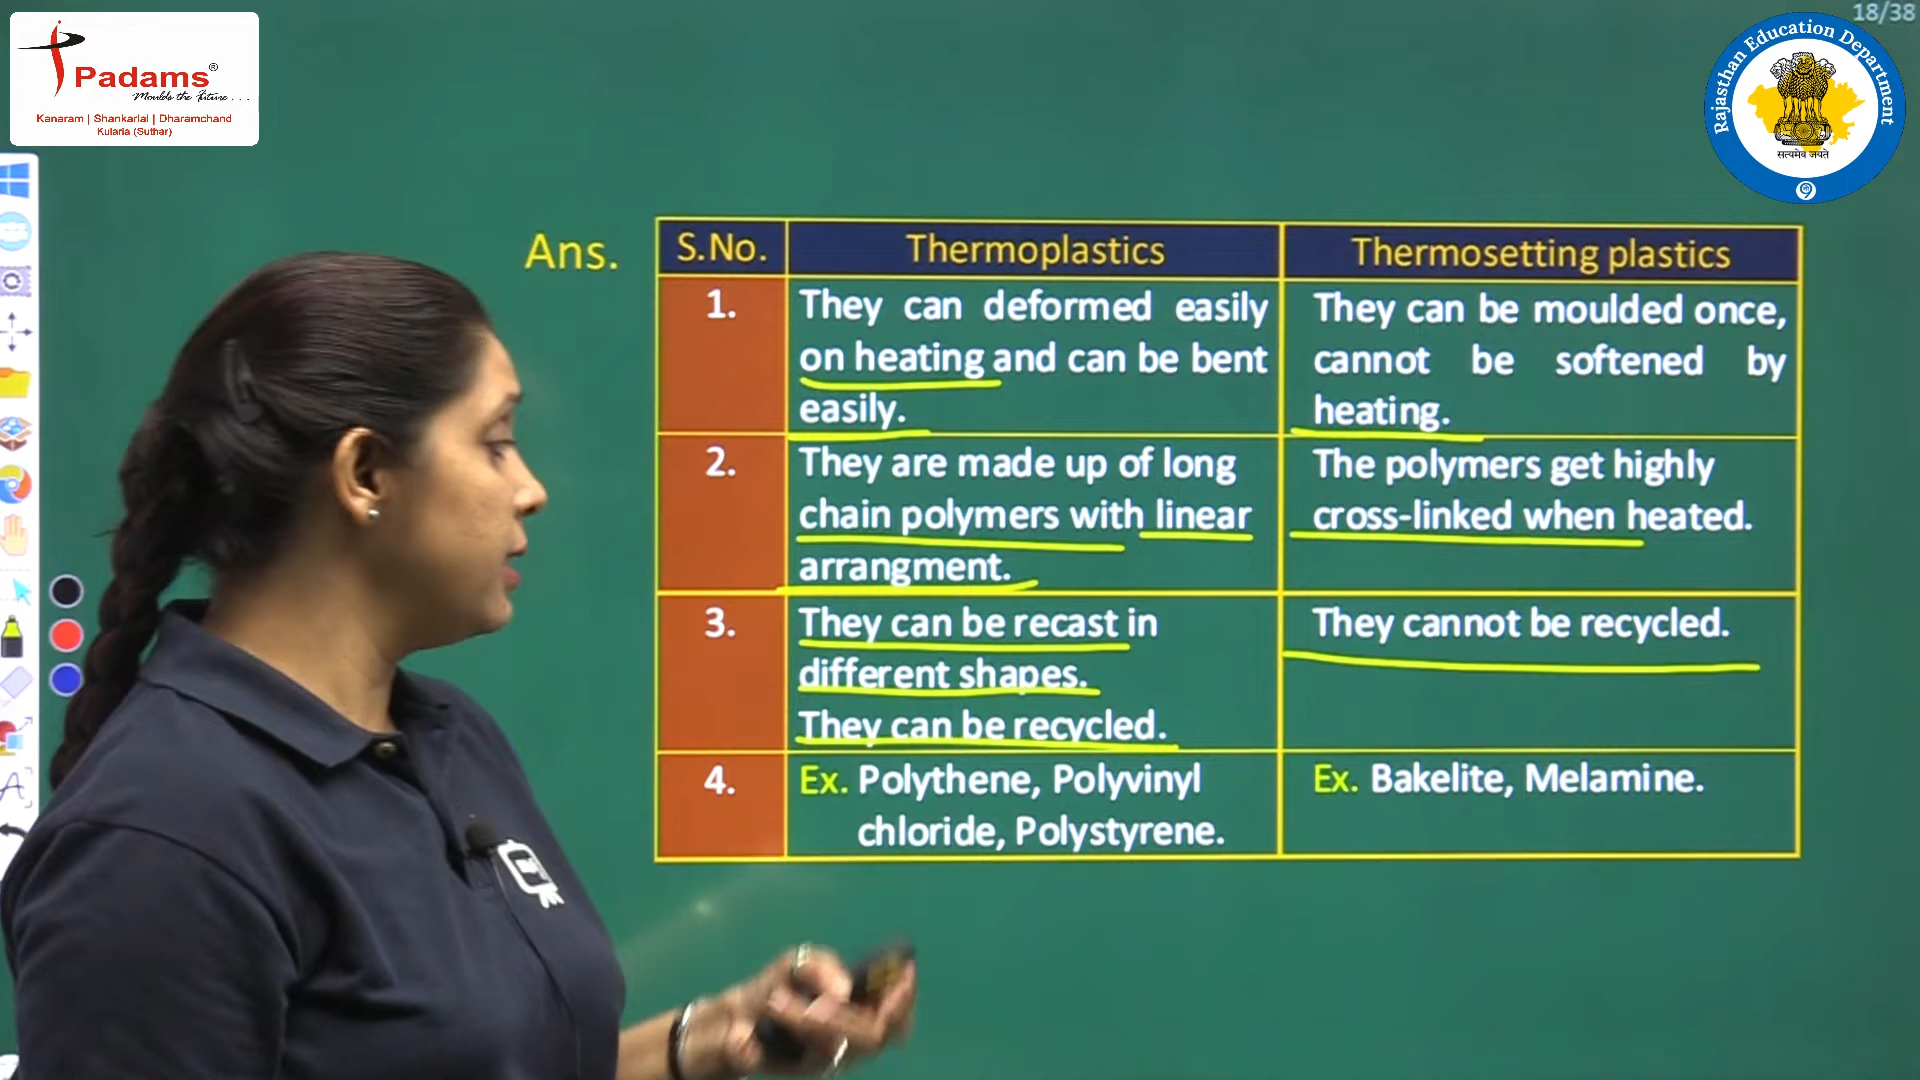 18/38
Padams®
Moulds the Future . . .
Kanaram | Shankarlal | Dharamchand
Kularia (Suthar)
Rajasthan Education Department
सत्यमेव जयते
Ans.
S.No.
Thermoplastics
Thermosetting plastics
1.
They can deformed easily
on heating and can be bent
easily.
They can be moulded once,
cannot be softened by
heating.
2.
They are made up of long
chain polymers with linear
arrangment.
The polymers get highly
cross-linked when heated.
3.
They can be recast in
different shapes.
They can be recycled.
They cannot be recycled.
4.
Ex. Polythene, Polyvinyl
chloride, Polystyrene.
Ex. Bakelite, Melamine.